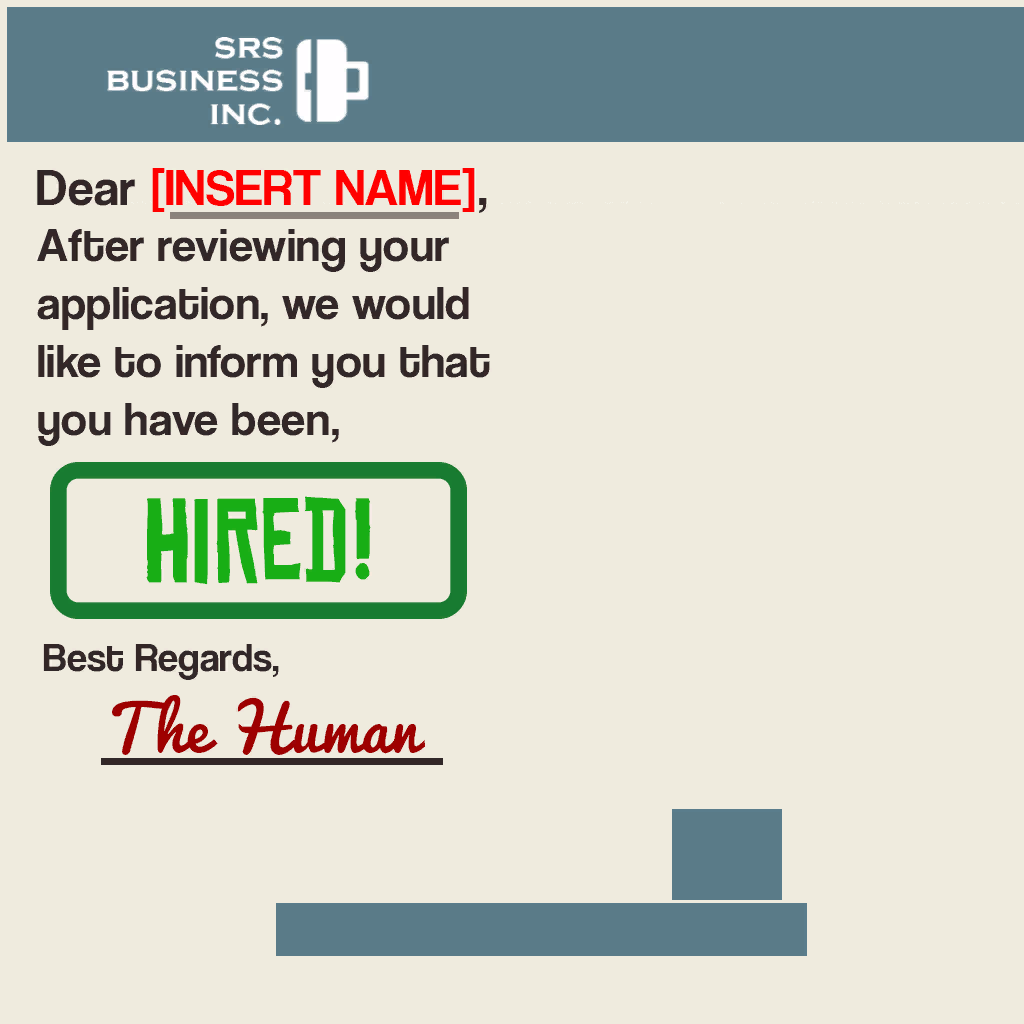 SRS
BUSINESS
INC.
Dear [INSERT NAME],
After reviewing your
application, we would
like to inform you that
you have been,
HIRED!
Best Regards,
The Human